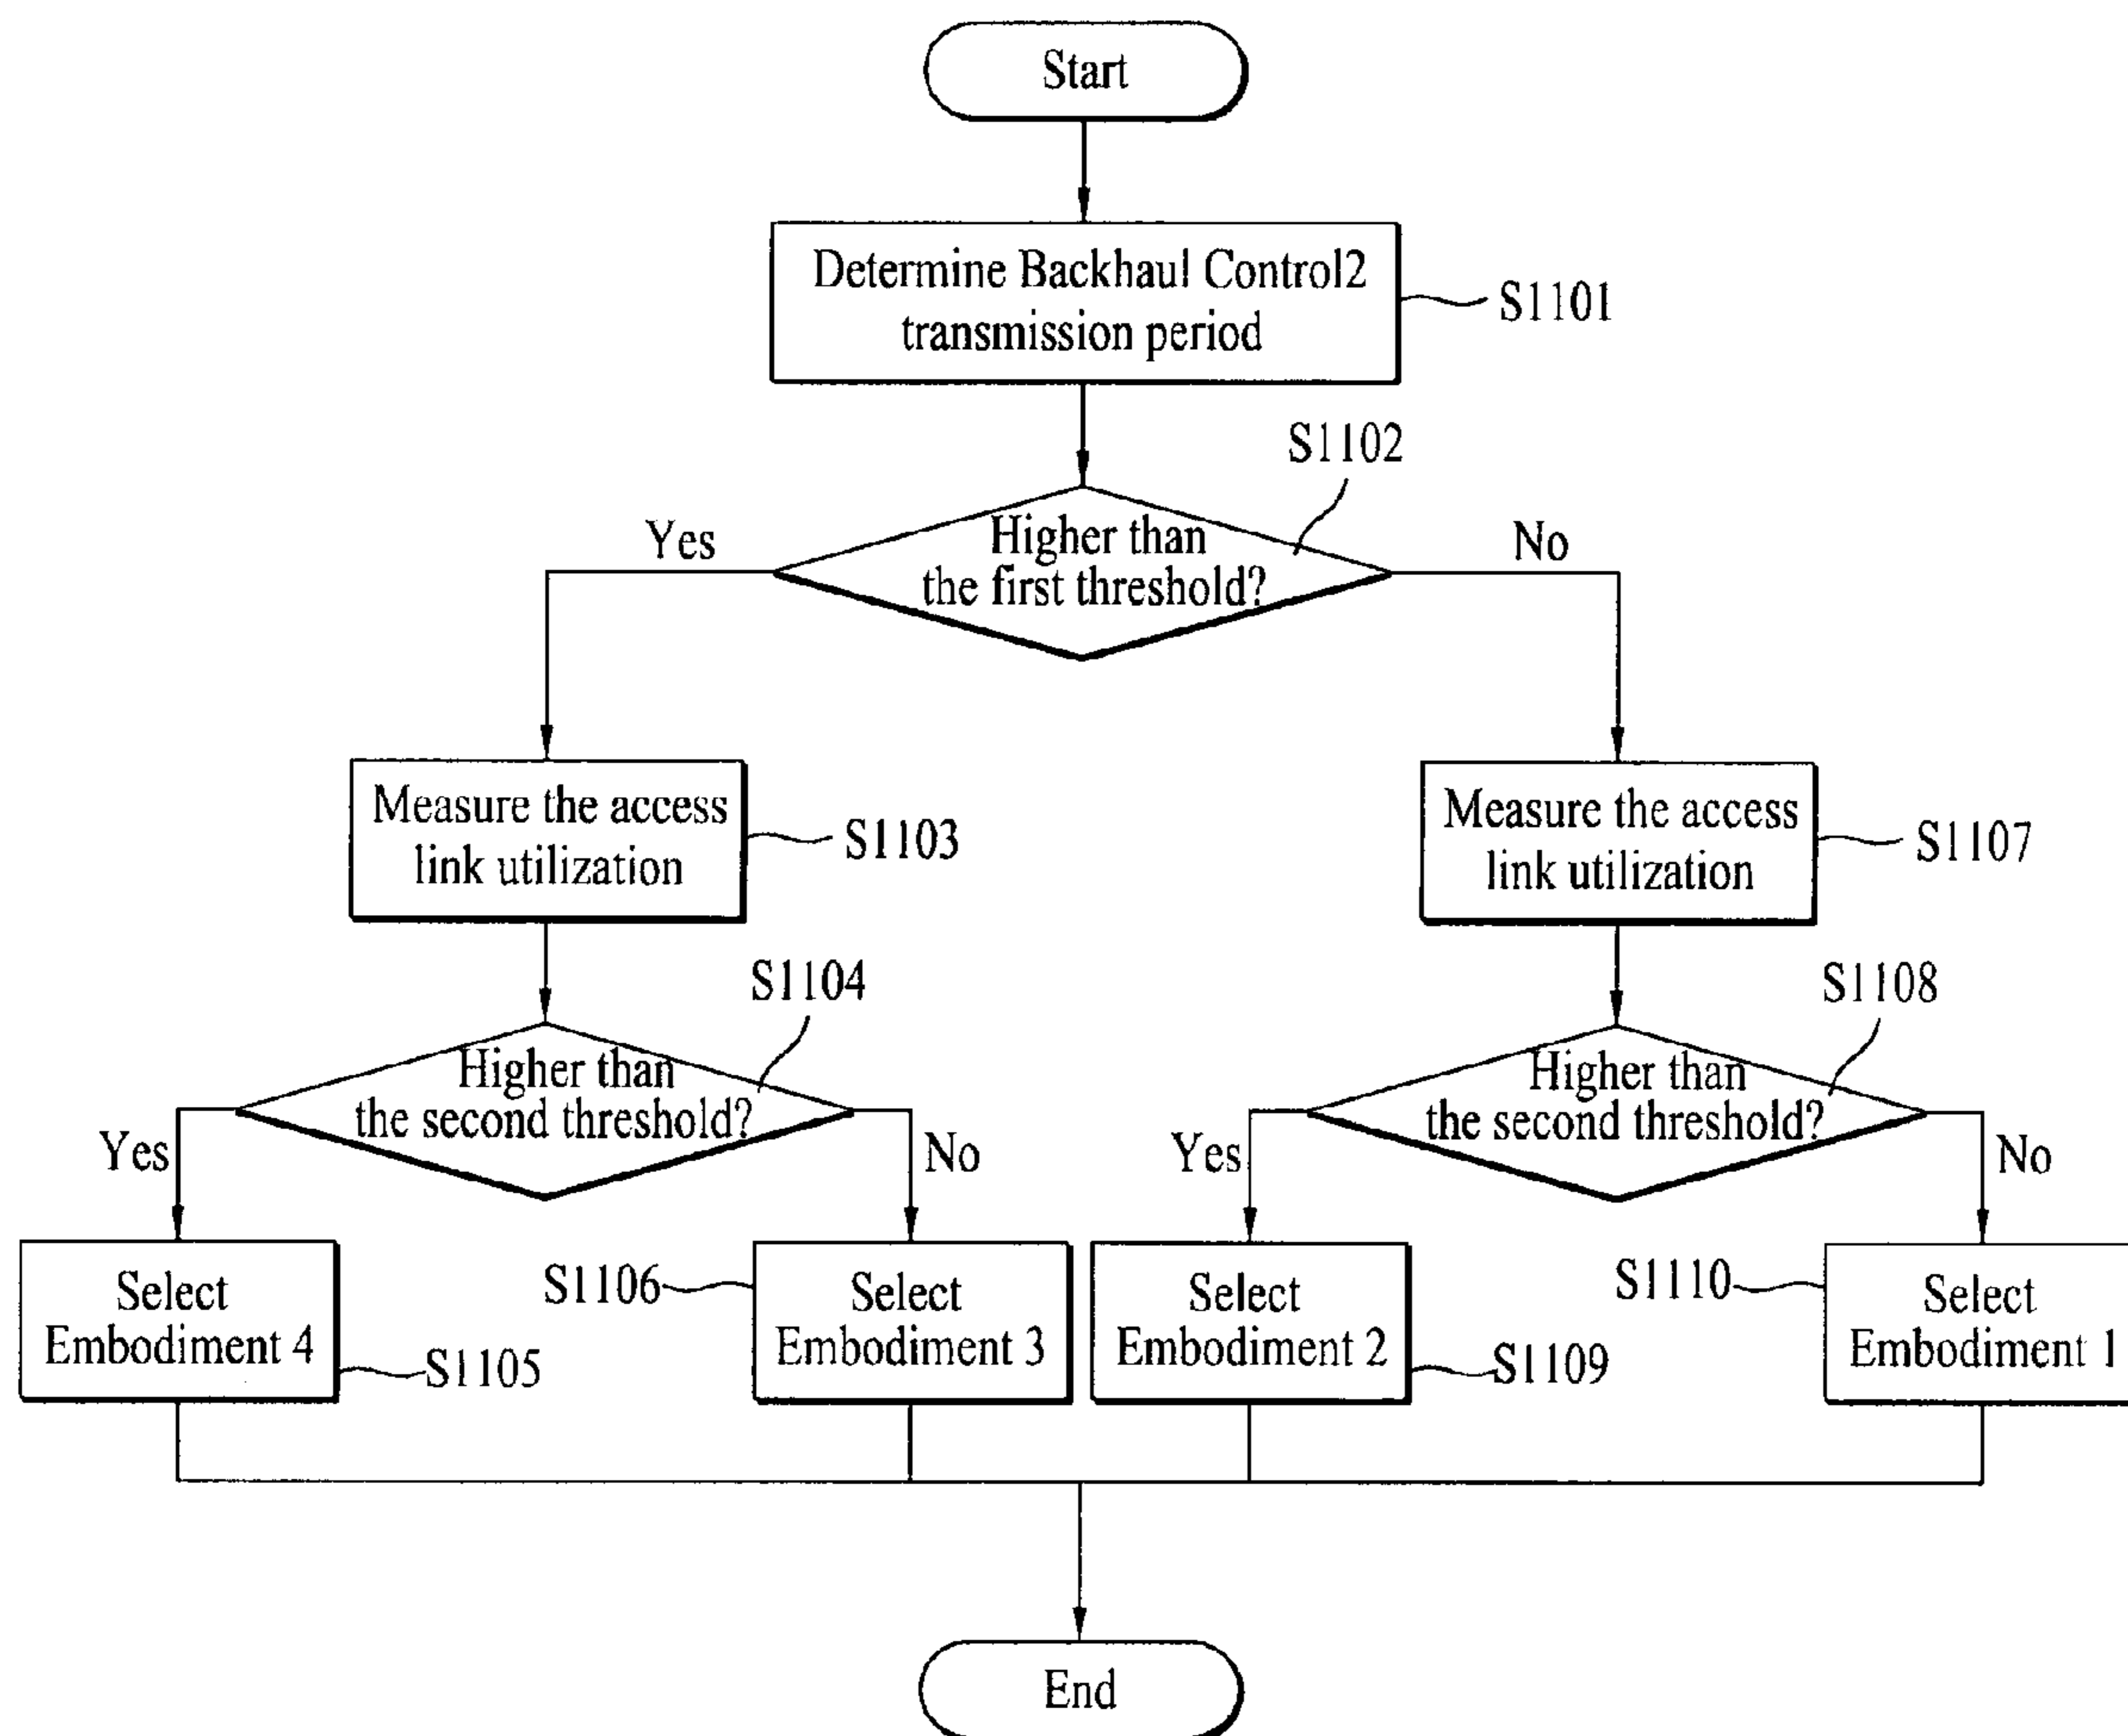 Start
Determine Backhaul Control2
transmission period
S1101
S1102
Higher than
the first threshold?
Yes
No
Measure the access
link utilization
S1103
Measure the access
link utilization
S1107
S1104
Higher than
the second threshold?
Yes
No
S1108
Higher than
the second threshold?
Yes
No
Select
Embodiment 4
S1105
S1106
Select
Embodiment 3
Select
Embodiment 2
S1109
S1110
Select
Embodiment 1
End